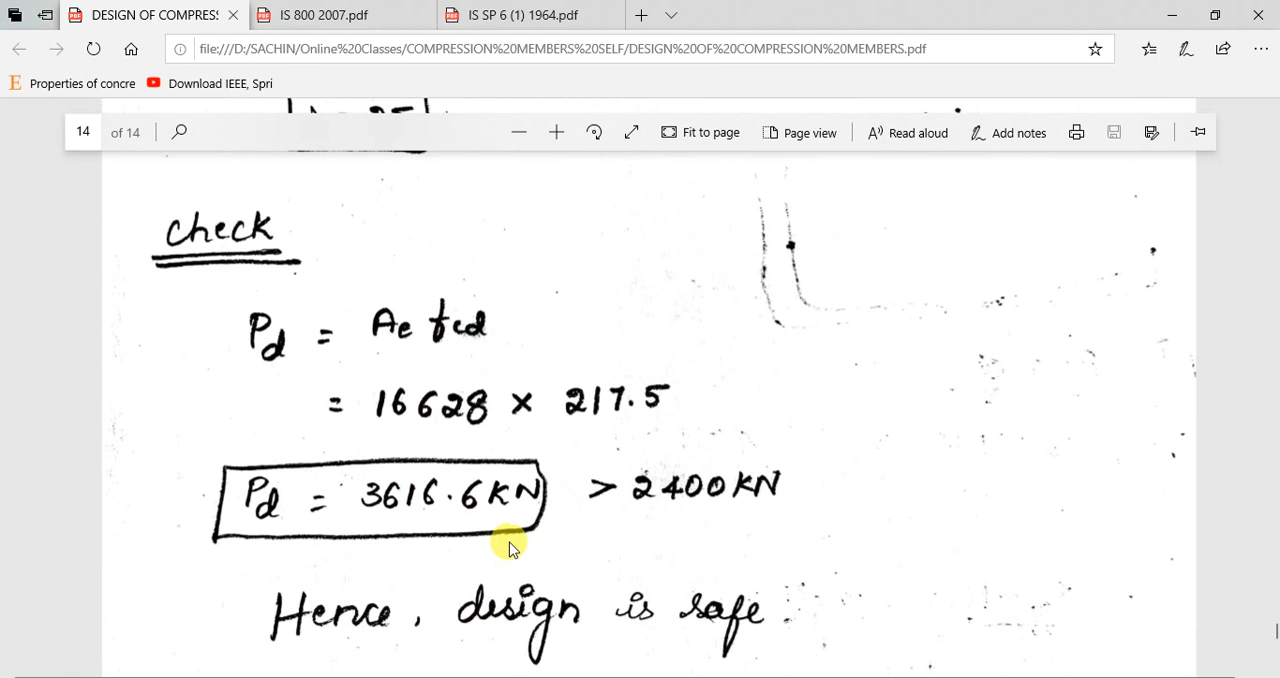 DESIGN OF COMPRESS
IS 800 2007.pdf
IS SP 6 (1) 1964.pdf
file:///D:/SACHIN/Online%20Classes/COMPRESSION%20MEMBERS%20SELF/DESIGN%20OF%20COMPRESSION%20MEMBERS.pdf
Properties of concre
Download IEEE, Spri
14 of 14
Fit to page
Page view
Read aloud
Add notes
check
Pd = Ae fcd
= 16628 × 217.5
Pd = 3616.6 KN > 2400 KN
Hence, design is safe.